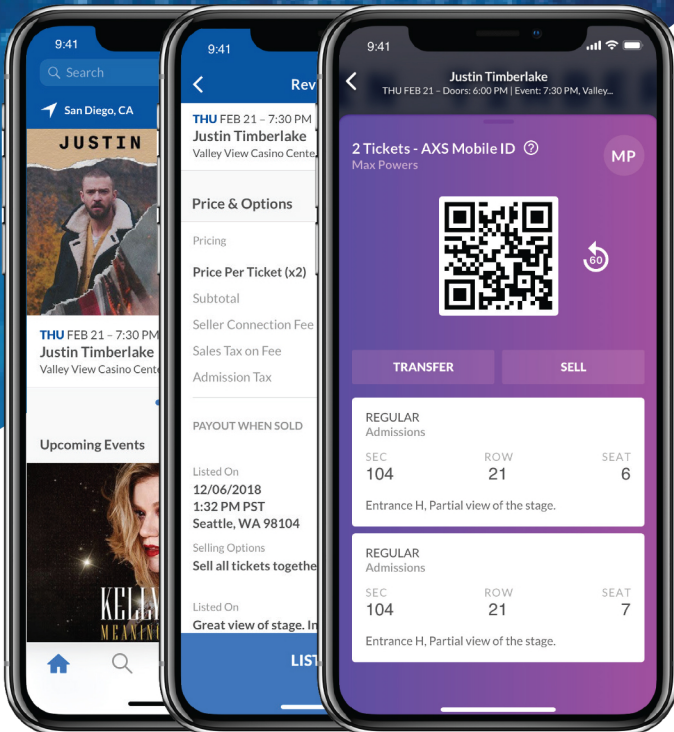 9:41
Search
San Diego, CA
JUSTIN
THU FEB 21 – 7:30 PM
Justin Timberlake
Valley View Casino Cent
Upcoming Events
KELLY
MEANING
9:41
Rev
THU FEB 21 – 7:30 PM
Justin Timberlake
Valley View Casino Cente
Price & Options
Pricing
Price Per Ticket (x2)
Subtotal
Seller Connection Fee
Sales Tax on Fee
Admission Tax
PAYOUT WHEN SOLD
Listed On
12/06/2018
1:32 PM PST
Seattle, WA 98104
Selling Options
Sell all tickets togethe
Listed On
Great view of stage. In
LIST
9:41
Justin Timberlake
THU FEB 21 – Doors: 6:00 PM | Event: 7:30 PM, Valley...
2 Tickets - AXS Mobile ID ?
Max Powers
MP
60
TRANSFER SELL
REGULAR
Admissions
SEC ROW SEAT
104 21 6
Entrance H, Partial view of the stage.
REGULAR
Admissions
SEC ROW SEAT
104 21 7
Entrance H, Partial view of the stage.